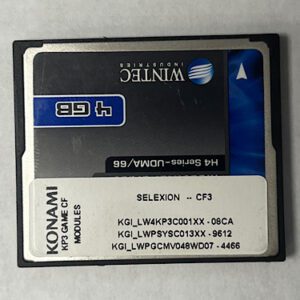 WINTEC
INDUSTRIES
4 GB
H4 Series-UDMA/66
KONAMI
KP3 GAME CF
MODULES
SELEXION -- CF3
KGI_LW4KP3C001XX - 08CA
KGI_LWPSYSC013XX - 9612
KGI_LWPGCMV048WD07 - 4466